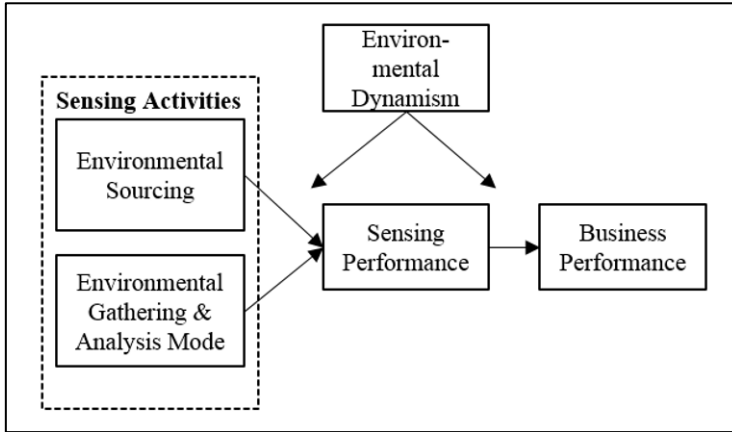 Environ-
mental
Dynamism
Sensing Activities
Environmental
Sourcing
Environmental
Gathering &
Analysis Mode
Sensing
Performance
Business
Performance